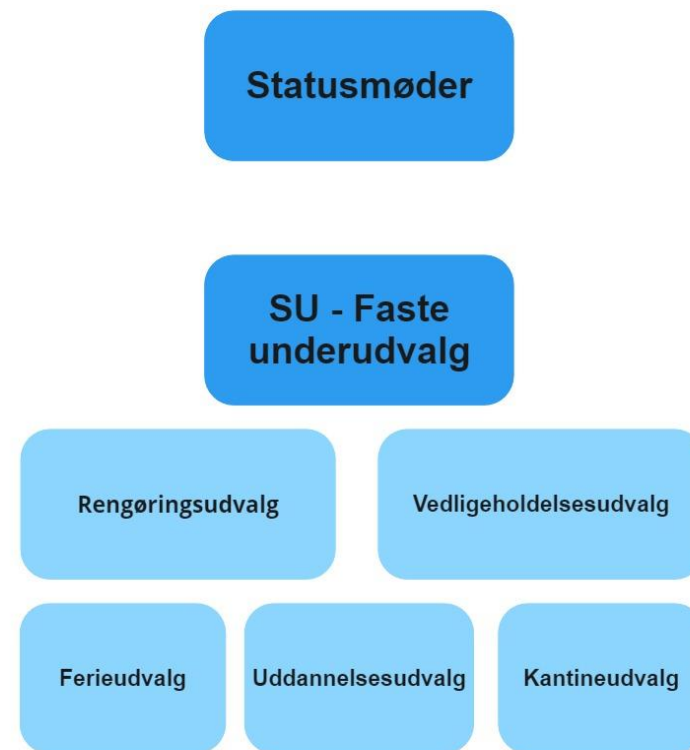 Statusmøder
SU - Faste
underudvalg
Rengøringsudvalg
Vedligeholdelsesudvalg
Ferieudvalg
Uddannelsesudvalg
Kantineudvalg